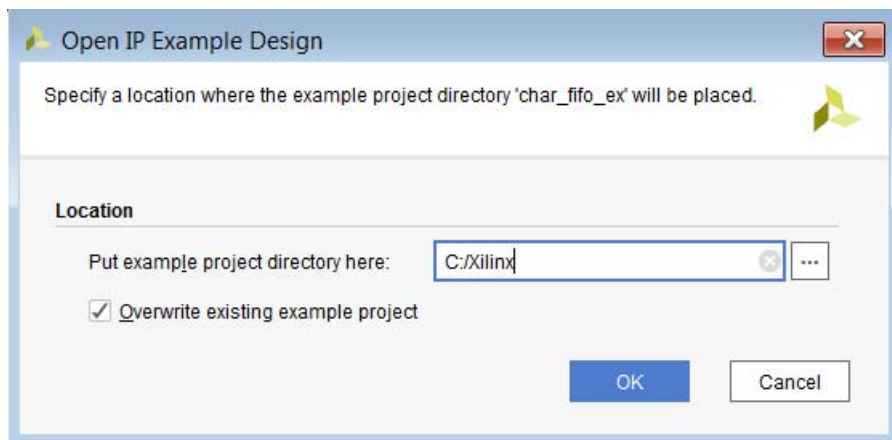 Open IP Example Design
Specify a location where the example project directory 'char_fifo_ex' will be placed.
Location
Put example project directory here: C:/Xilinx ...
Overwrite existing example project
OK Cancel